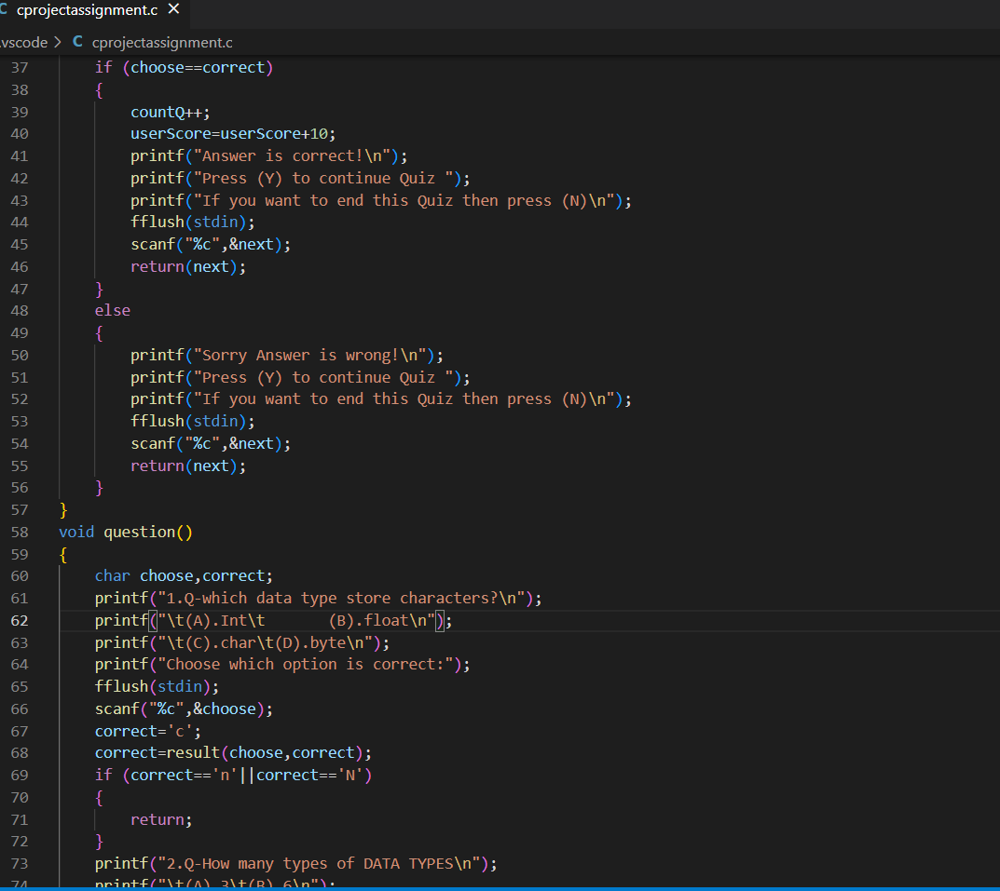 C cprojectassignment.c ×
.vscode > C cprojectassignment.c
37 if (choose==correct)
38 {
39 countQ++;
40 userScore=userScore+10;
41 printf("Answer is correct!\n");
42 printf("Press (Y) to continue Quiz ");
43 printf("If you want to end this Quiz then press (N)\n");
44 fflush(stdin);
45 scanf("%c",&next);
46 return(next);
47 }
48 else
49 {
50 printf("Sorry Answer is wrong!\n");
51 printf("Press (Y) to continue Quiz ");
52 printf("If you want to end this Quiz then press (N)\n");
53 fflush(stdin);
54 scanf("%c",&next);
55 return(next);
56 }
57 }
58 void question()
59 {
60 char choose,correct;
61 printf("1.Q-which data type store characters?\n");
62 printf("\t(A).Int\t       (B).float\n");
63 printf("\t(C).char\t(D).byte\n");
64 printf("Choose which option is correct:");
65 fflush(stdin);
66 scanf("%c",&choose);
67 correct='c';
68 correct=result(choose,correct);
69 if (correct=='n'||correct=='N')
70 {
71 return;
72 }
73 printf("2.Q-How many types of DATA TYPES\n");
74 printf("\t(A).3\t(B).6\n");